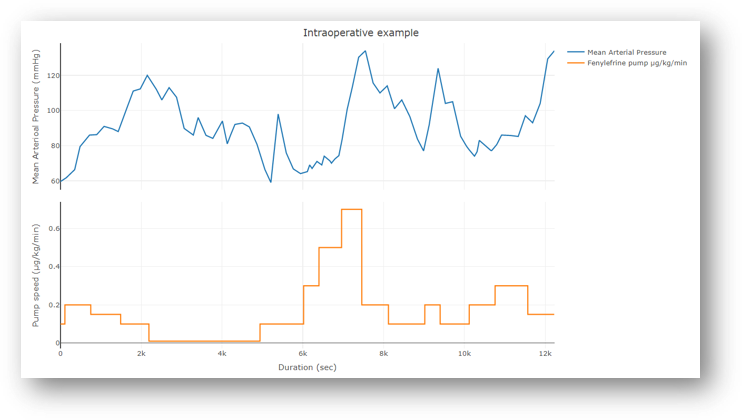 Intraoperative example
Mean Arterioal Pressure (mmHg)
120
100
80
60
Mean Arterial Pressure
Fenylefrine pump µg/kg/min
Pump speed (µg/kg/min)
0.6
0.4
0.2
0
0 2k 4k 6k 8k 10k 12k
Duration (sec)